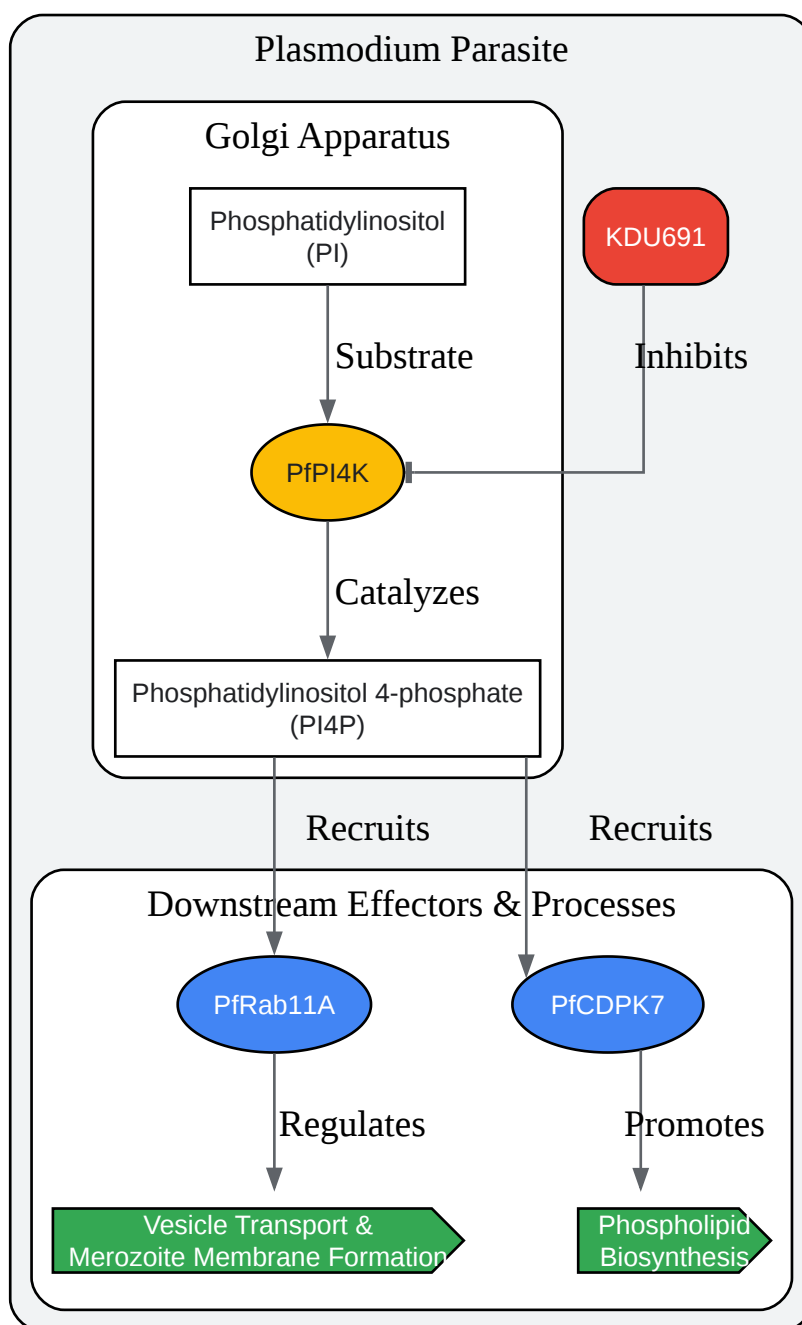 Plasmodium Parasite
Golgi Apparatus
Phosphatidylinositol
(PI)
KDU691
Substrate
Inhibits
PfPI4K
Catalyzes
Phosphatidylinositol 4-phosphate
(PI4P)
Recruits
Recruits
Downstream Effectors & Processes
PfRab11A
PfCDPK7
Regulates
Promotes
Vesicle Transport &
Merozoite Membrane Formation
Phospholipid
Biosynthesis